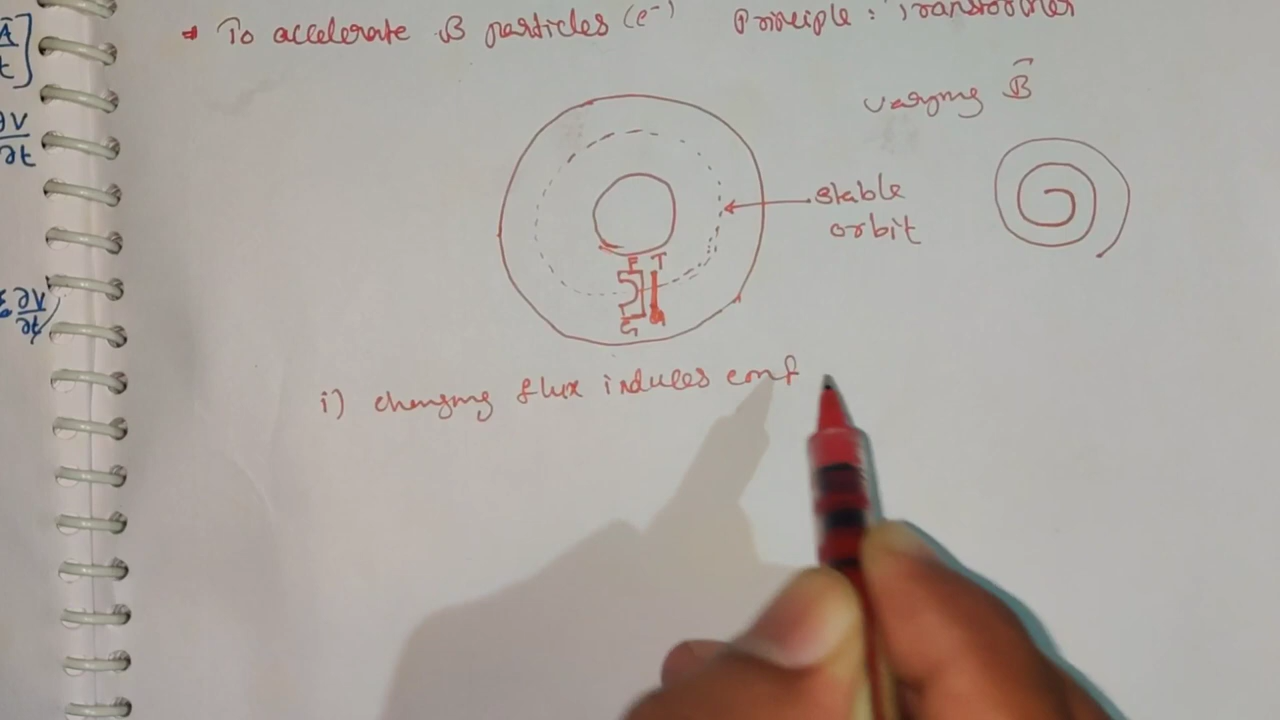 → To accelerate β particles (e⁻) Principle : Transformer
varying B⃗
stable
orbit
F T
G
i) changing flux induces emf
∂V
∂t